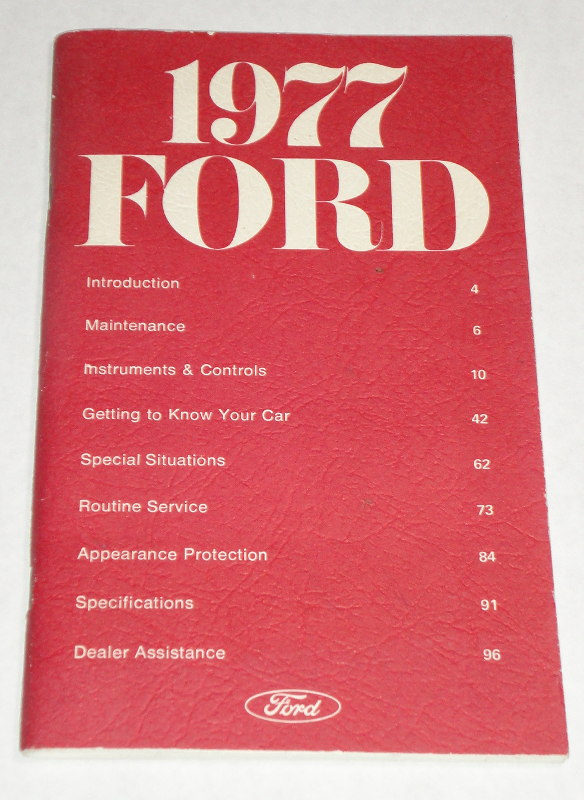 1977
FORD
Introduction 4
Maintenance 6
Instruments & Controls 10
Getting to Know Your Car 42
Special Situations 62
Routine Service 73
Appearance Protection 84
Specifications 91
Dealer Assistance 96
Ford